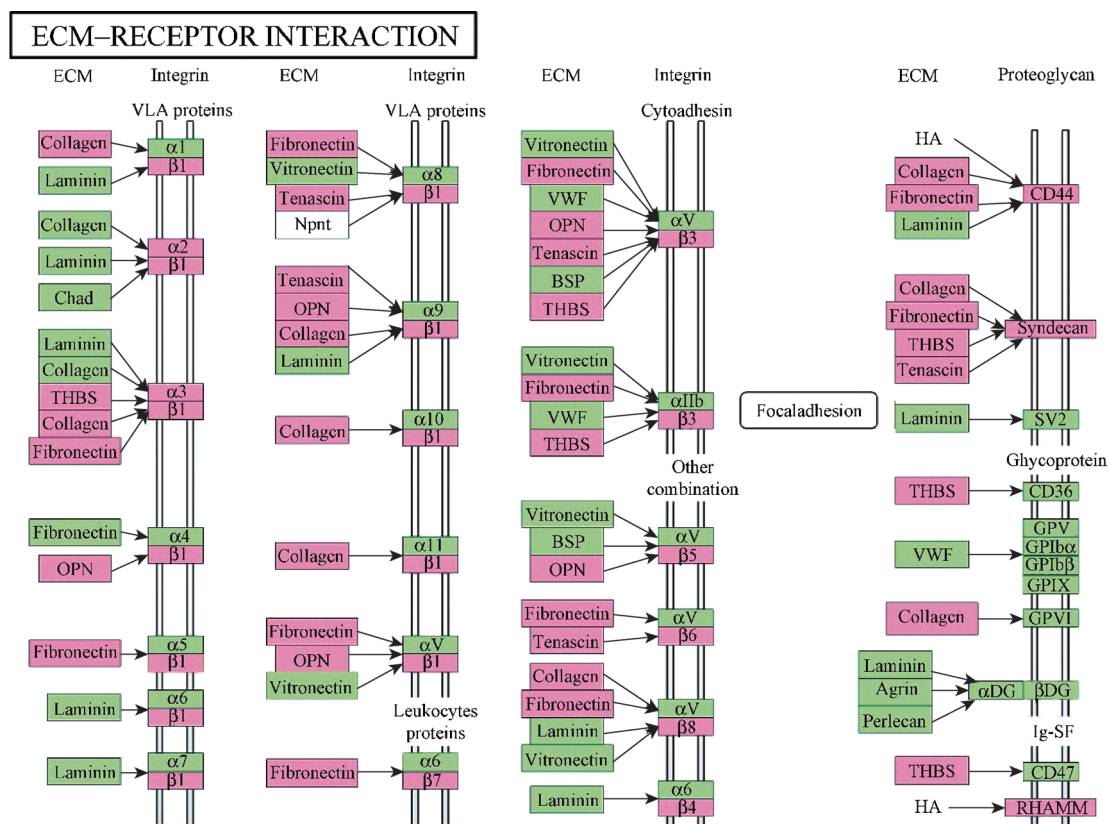 ECM–RECEPTOR INTERACTION
ECM
Integrin
VLA proteins
Collagen
Laminin
α1
β1
Collagen
Laminin
Chad
α2
β1
Laminin
Collagen
THBS
Collagen
Fibronectin
α3
β1
Fibronectin
OPN
α4
β1
Fibronectin
α5
β1
Laminin
α6
β1
Laminin
α7
β1
ECM
Integrin
VLA proteins
Fibronectin
Vitronectin
Tenascin
Npnt
α8
β1
Tenascin
OPN
Collagen
Laminin
α9
β1
Collagen
α10
β1
Collagen
α11
β1
Fibronectin
OPN
Vitronectin
αV
β1
Leukocytes
proteins
Fibronectin
α6
β7
ECM
Integrin
Cytoadhesin
Vitronectin
Fibronectin
VWF
OPN
Tenascin
BSP
THBS
αV
β3
Vitronectin
Fibronectin
VWF
THBS
αIIb
β3
Other
combination
Vitronectin
BSP
OPN
αV
β5
Fibronectin
Tenascin
αV
β6
Collagen
Fibronectin
Laminin
Vitronectin
αV
β8
Laminin
α6
β4
Focaladhesion
ECM
Proteoglycan
HA
Collagen
Fibronectin
Laminin
CD44
Collagen
Fibronectin
THBS
Tenascin
Syndecan
Laminin
SV2
Ghycoprotein
THBS
CD36
VWF
GPV
GPIbα
GPIbβ
GPIX
Collagen
GPVI
Laminin
Agrin
Perlecan
αDG
βDG
Ig-SF
THBS
CD47
HA
RHAMM